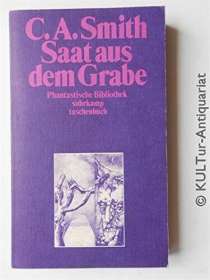 C. A. Smith
Saat aus
dem Grabe
Phantastische Bibliothek
suhrkamp
taschenbuch
© KULTur-Antiquariat